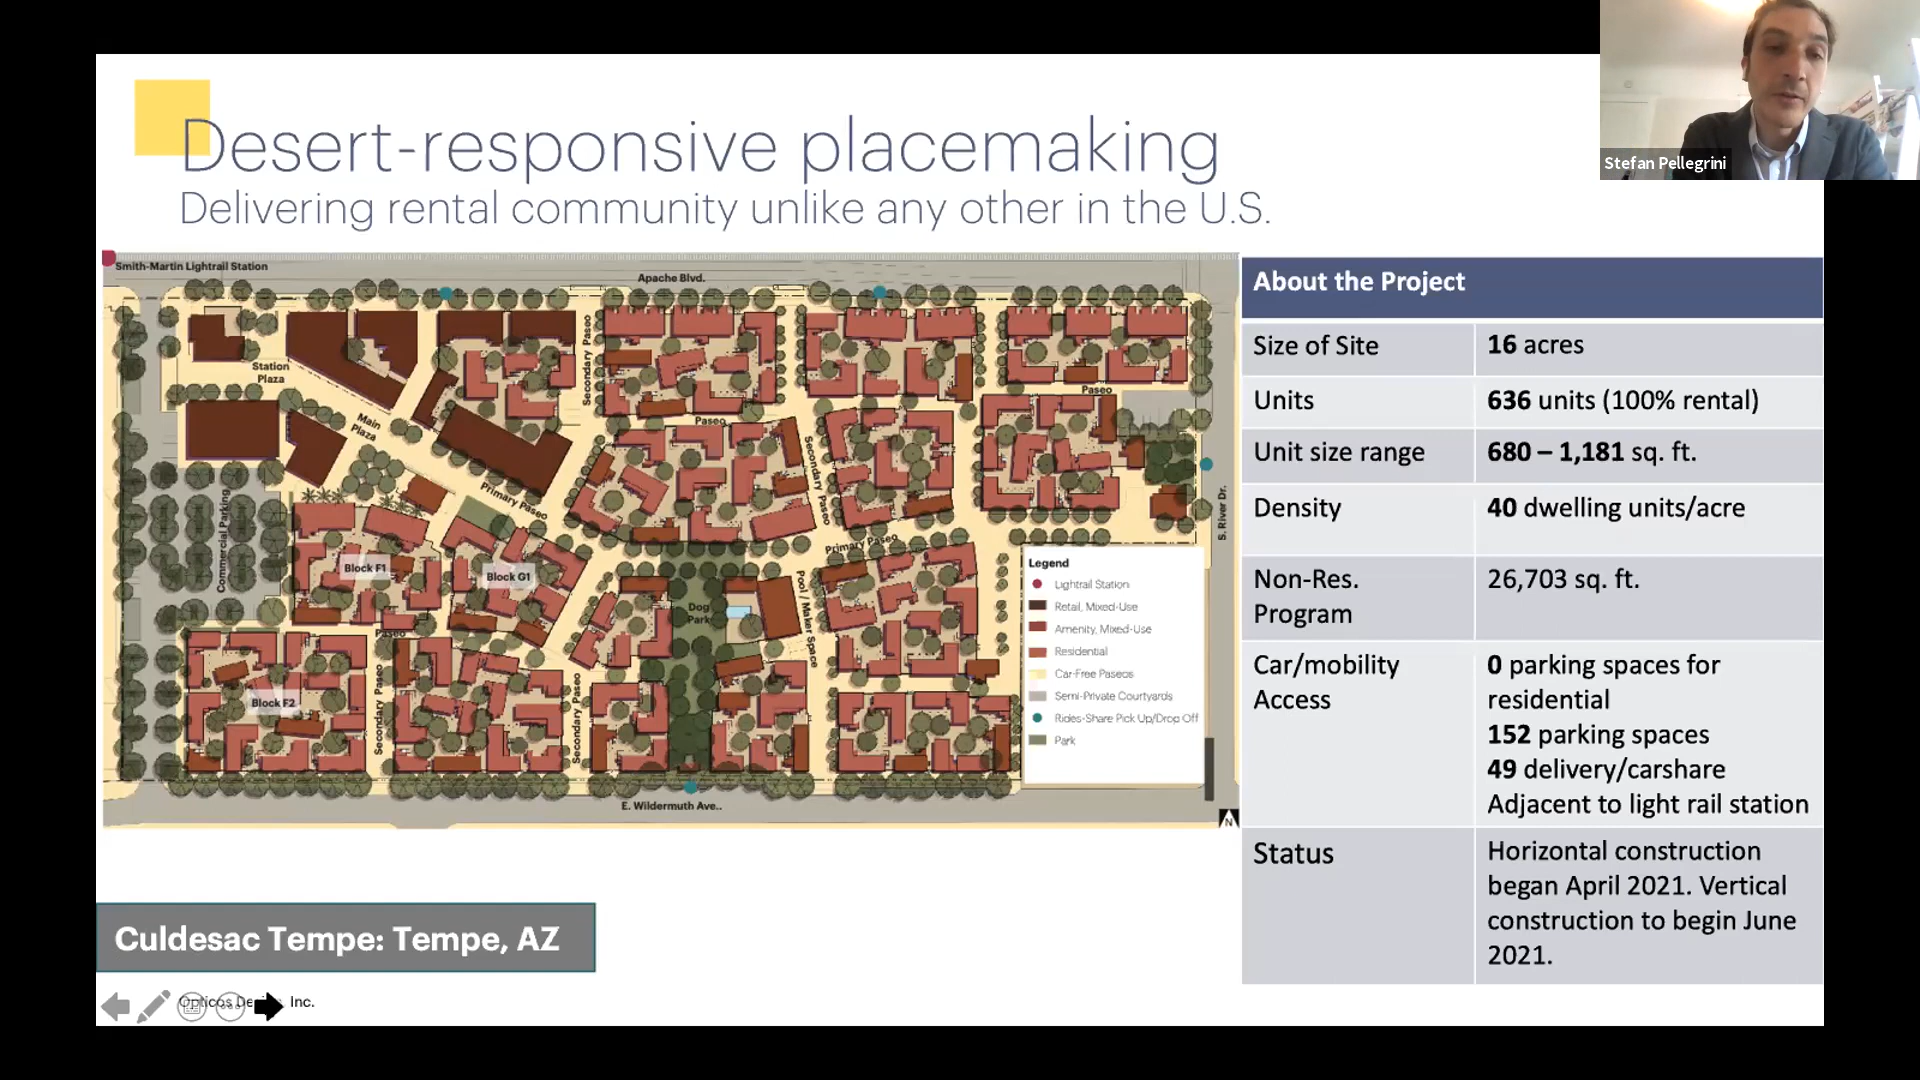 Stefan Pellegrini
Desert-responsive placemaking
Delivering rental community unlike any other in the U.S.
Smith-Martin Lightrail Station
Apache Blvd.
Station
Plaza
Main
Plaza
Secondary Paseo
Paseo
Paseo
Secondary Paseo
Primary Paseo
Primary Paseo
Commercial Parking
S. River Dr.
Block F1
Block G1
Dog
Park
Pool / Maker Space
Paseo
Block F2
Secondary Paseo
Secondary Paseo
E. Wildermuth Ave..
N
Legend
Lightrail Station
Retail, Mixed-Use
Amenity, Mixed-Use
Residential
Car-Free Paseos
Semi-Private Courtyards
Rides-Share Pick Up/Drop Off
Park
About the Project
Size of Site 16 acres
Units 636 units (100% rental)
Unit size range 680 – 1,181 sq. ft.
Density 40 dwelling units/acre
Non-Res. 26,703 sq. ft.
Program
Car/mobility 0 parking spaces for
Access residential
152 parking spaces
49 delivery/carshare
Adjacent to light rail station
Status Horizontal construction
began April 2021. Vertical
construction to begin June
2021.
Culdesac Tempe: Tempe, AZ
Opticos Inc.